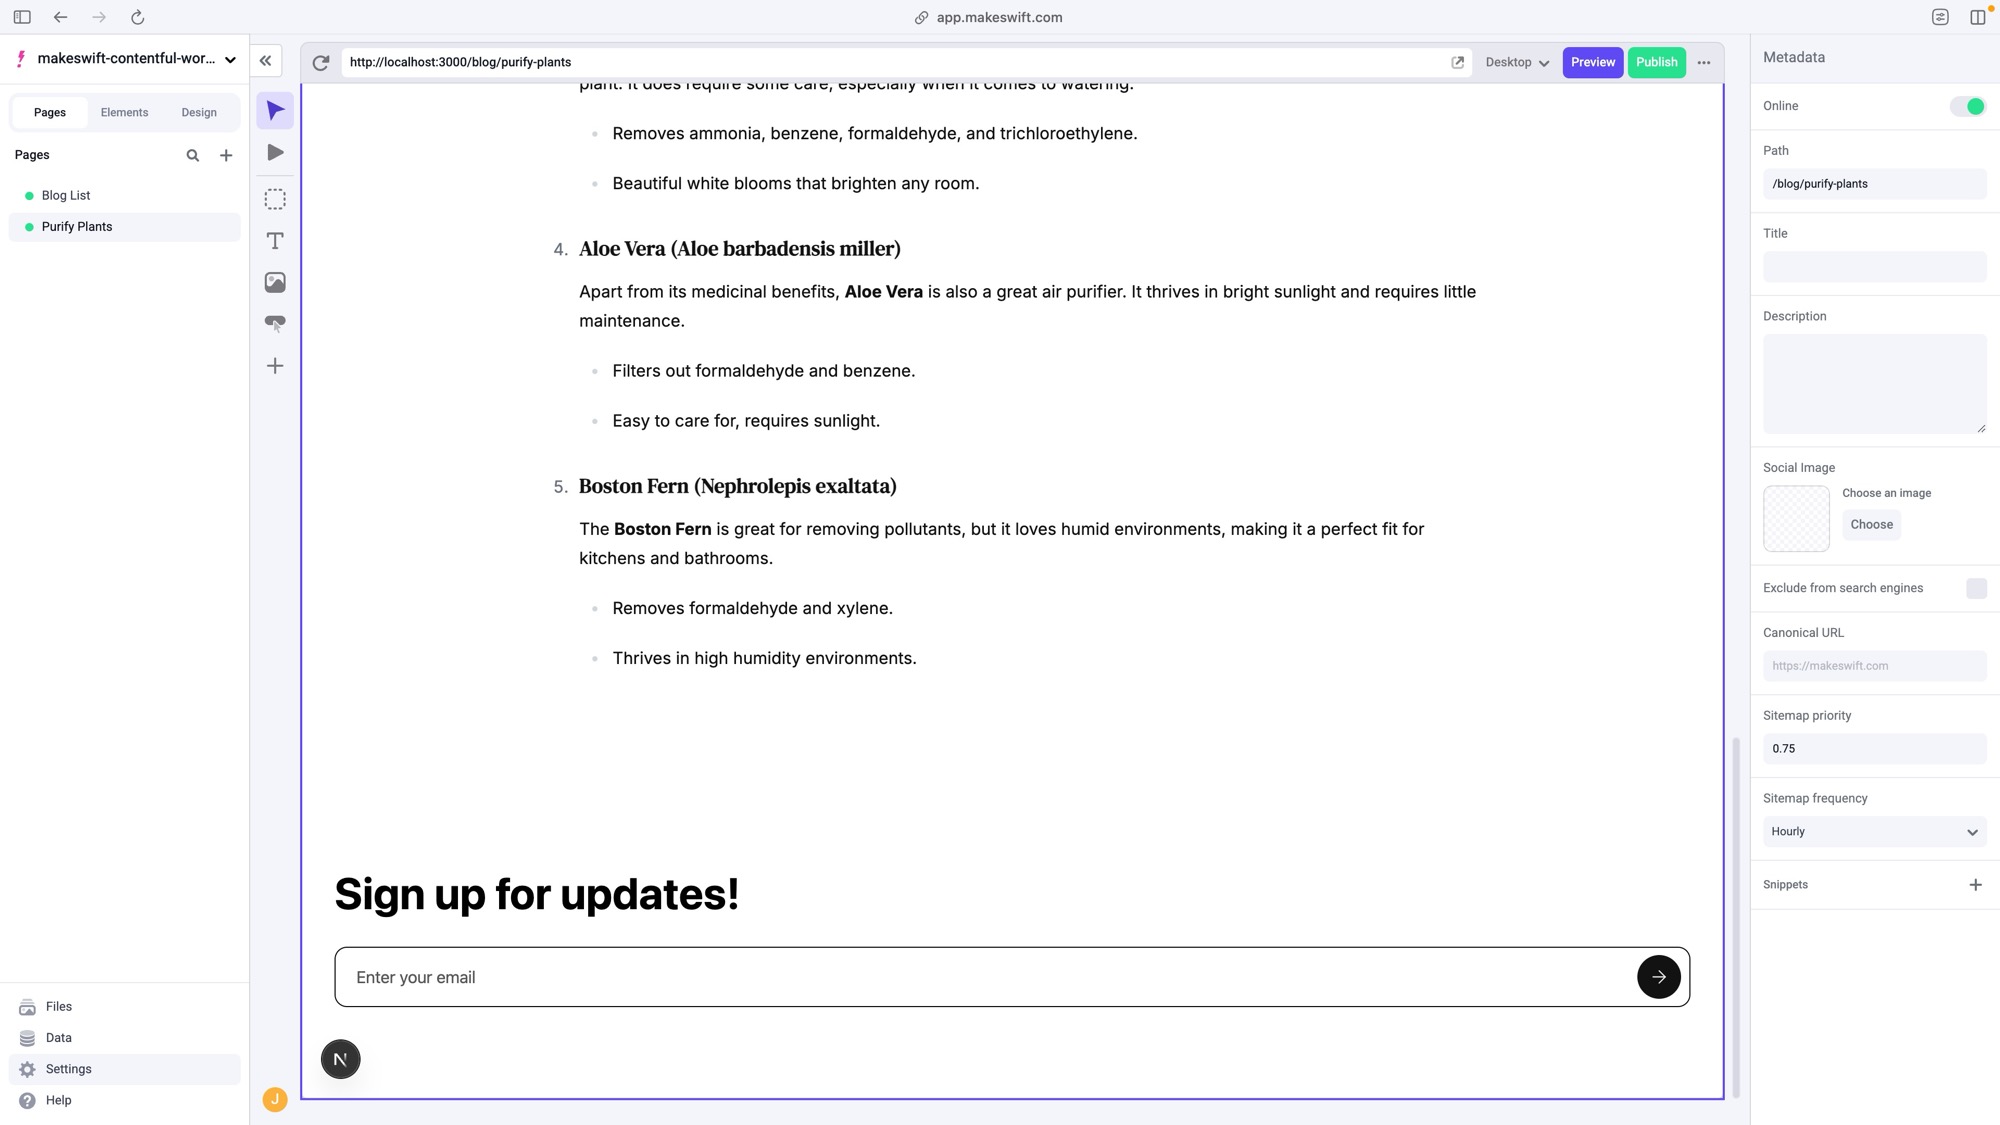 app.makeswift.com
makeswift-contentful-wor...
Pages
Elements
Design
Pages
Blog List
Purify Plants
Files
Data
Settings
Help
J
http://localhost:3000/blog/purify-plants
Desktop
Preview
Publish
plant. It does require some care, especially when it comes to watering.
Removes ammonia, benzene, formaldehyde, and trichloroethylene.
Beautiful white blooms that brighten any room.
4. Aloe Vera (Aloe barbadensis miller)
Apart from its medicinal benefits, Aloe Vera is also a great air purifier. It thrives in bright sunlight and requires little
maintenance.
Filters out formaldehyde and benzene.
Easy to care for, requires sunlight.
5. Boston Fern (Nephrolepis exaltata)
The Boston Fern is great for removing pollutants, but it loves humid environments, making it a perfect fit for
kitchens and bathrooms.
Removes formaldehyde and xylene.
Thrives in high humidity environments.
Sign up for updates!
Enter your email
N
Metadata
Online
Path
/blog/purify-plants
Title
Description
Social Image
Choose an image
Choose
Exclude from search engines
Canonical URL
https://makeswift.com
Sitemap priority
0.75
Sitemap frequency
Hourly
Snippets